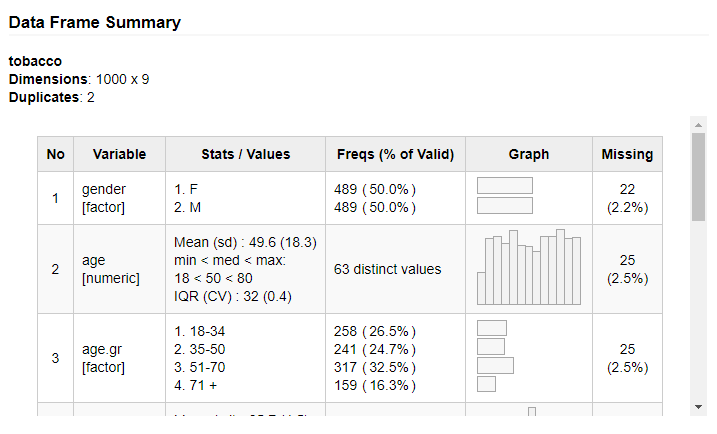 Data Frame Summary
tobacco
Dimensions: 1000 x 9
Duplicates: 2
No Variable Stats / Values Freqs (% of Valid) Graph Missing
1 gender [factor] 1. F 2. M 489 (50.0%) 489 (50.0%) 22 (2.2%)
2 age [numeric] Mean (sd) : 49.6 (18.3) min < med < max: 18 < 50 < 80 IQR (CV) : 32 (0.4) 63 distinct values 25 (2.5%)
3 age.gr [factor] 1. 18-34 2. 35-50 3. 51-70 4. 71 + 258 (26.5%) 241 (24.7%) 317 (32.5%) 159 (16.3%) 25 (2.5%)